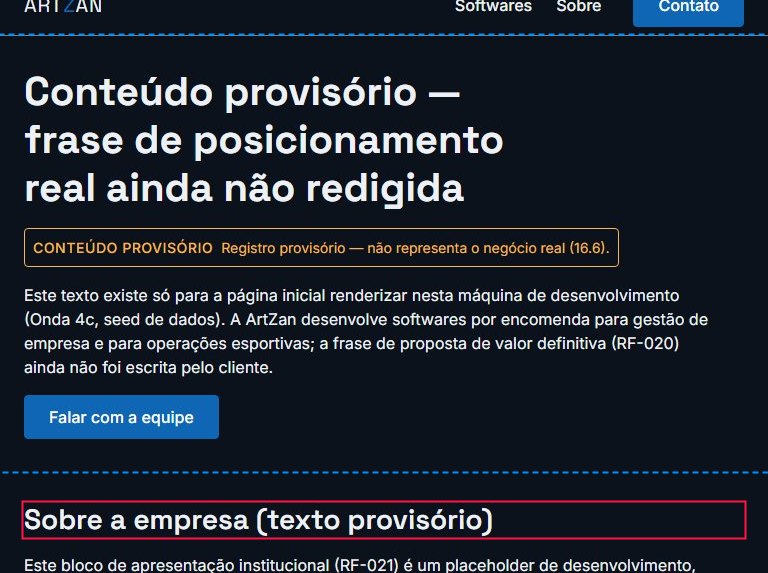 ARTZAN
Softwares Sobre Contato
Conteúdo provisório —
frase de posicionamento
real ainda não redigida
CONTEÚDO PROVISÓRIO Registro provisório — não representa o negócio real (16.6).
Este texto existe só para a página inicial renderizar nesta máquina de desenvolvimento
(Onda 4c, seed de dados). A ArtZan desenvolve softwares por encomenda para gestão de
empresa e para operações esportivas; a frase de proposta de valor definitiva (RF-020)
ainda não foi escrita pelo cliente.
Falar com a equipe
Sobre a empresa (texto provisório)
Este bloco de apresentação institucional (RF-021) é um placeholder de desenvolvimento,